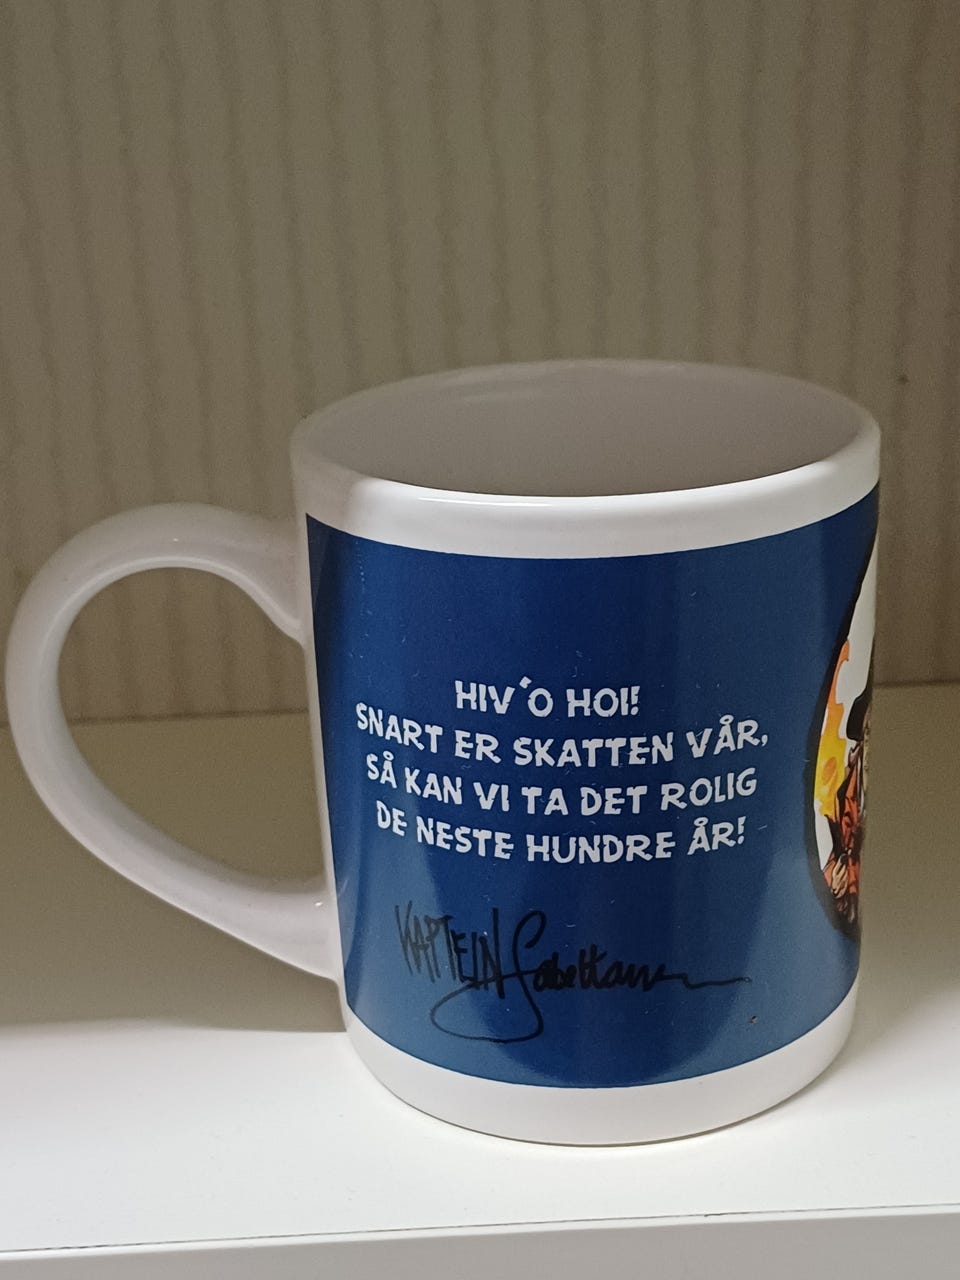 HIV'O HOI!
SNART ER SKATTEN VÅR,
SÅ KAN VI TA DET ROLIG
DE NESTE HUNDRE ÅR!
KAPTEIN Sabeltann